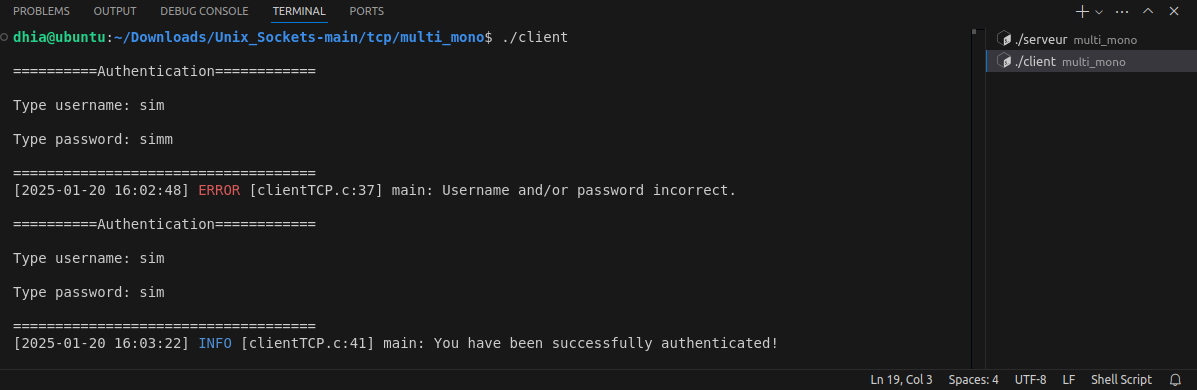 PROBLEMS OUTPUT DEBUG CONSOLE TERMINAL PORTS
dhia@ubuntu:~/Downloads/Unix_Sockets-main/tcp/multi_mono$ ./client
==========Authentication============
Type username: sim
Type password: simm
====================================
[2025-01-20 16:02:48] ERROR [clientTCP.c:37] main: Username and/or password incorrect.
==========Authentication============
Type username: sim
Type password: sim
====================================
[2025-01-20 16:03:22] INFO [clientTCP.c:41] main: You have been successfully authenticated!
./serveur multi_mono
./client multi_mono
Ln 19, Col 3 Spaces: 4 UTF-8 LF Shell Script